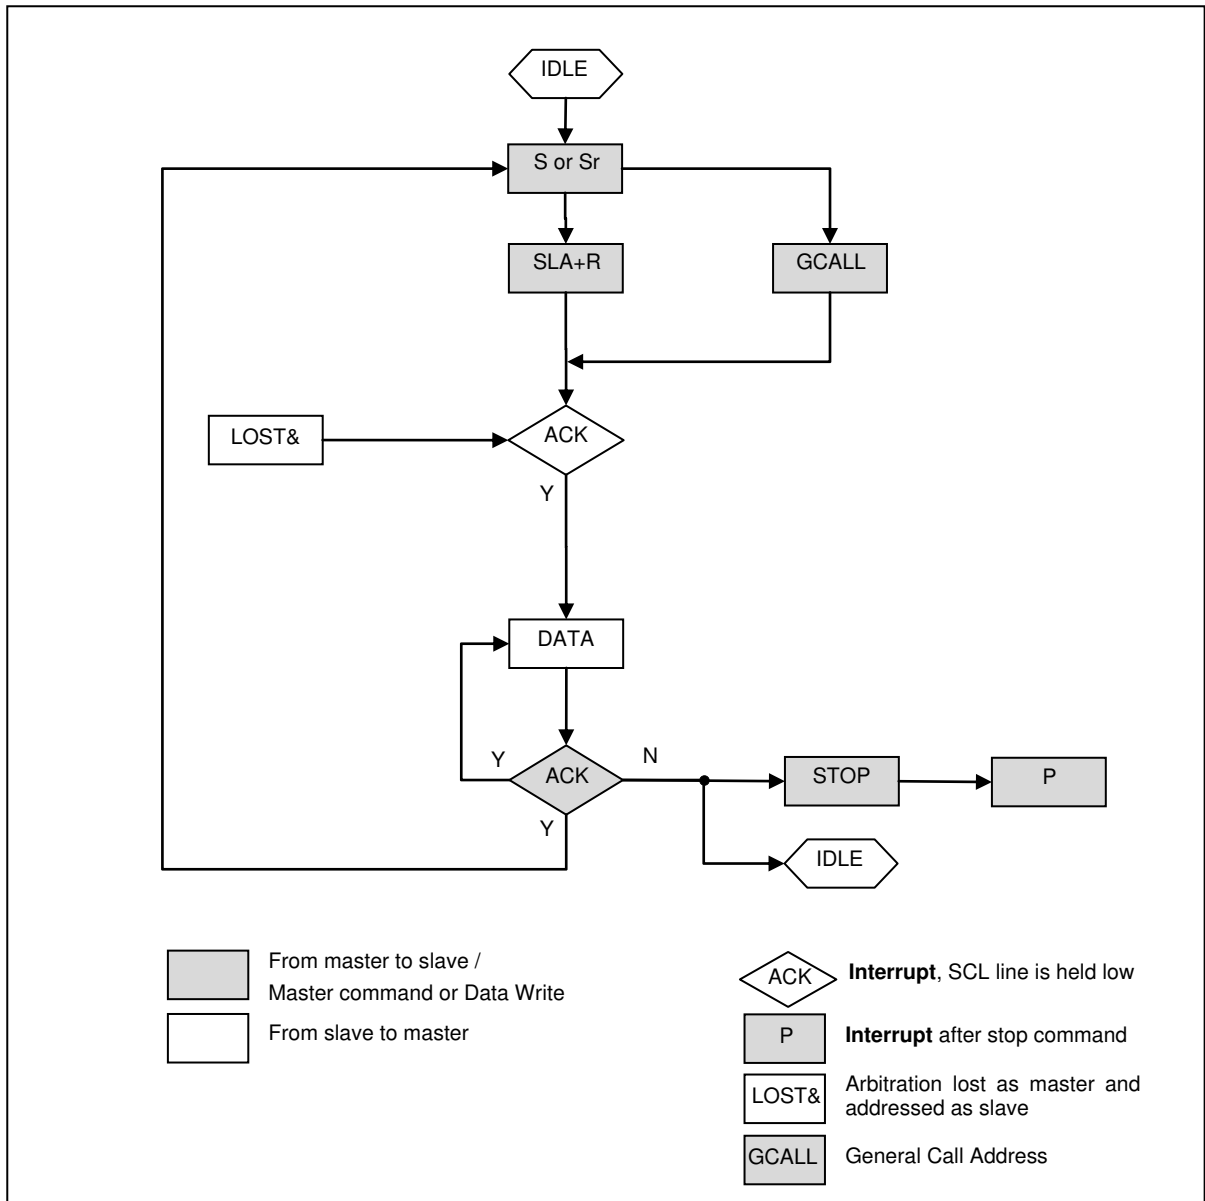 IDLE
S or Sr
SLA+R
GCALL
LOST&
ACK
Y
DATA
Y
ACK
N
STOP
P
Y
IDLE
From master to slave /
Master command or Data Write
From slave to master
ACK
Interrupt, SCL line is held low
P
Interrupt after stop command
LOST&
Arbitration lost as master and
addressed as slave
GCALL
General Call Address